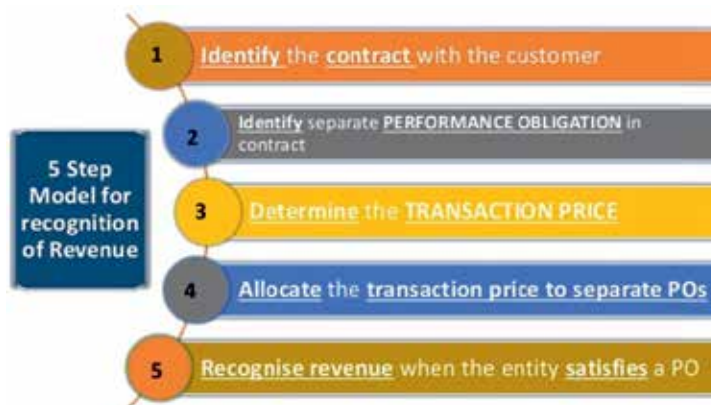 5 Step
Model for
recognition
of Revenue
1
Identify the contract with the customer
2
Identify separate PERFORMANCE OBLIGATION in
contract
3
Determine the TRANSACTION PRICE
4
Allocate the transaction price to separate POs
5
Recognise revenue when the entity satisfies a PO